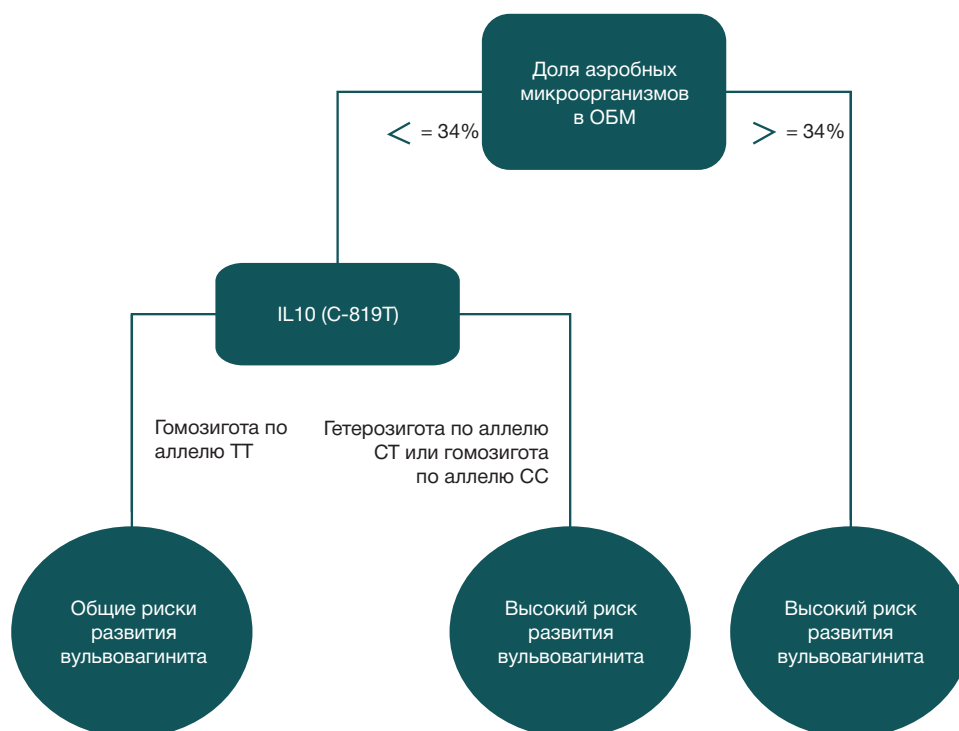 Доля аэробных
микроорганизмов
в ОБМ
< = 34%
> = 34%
IL10 (C-819T)
Гомозигота по
аллелю ТТ
Гетерозигота по аллелю
СТ или гомозигота
по аллелю СС
Общие риски
развития
вульвовагинита
Высокий риск
развития
вульвовагинита
Высокий риск
развития
вульвовагинита